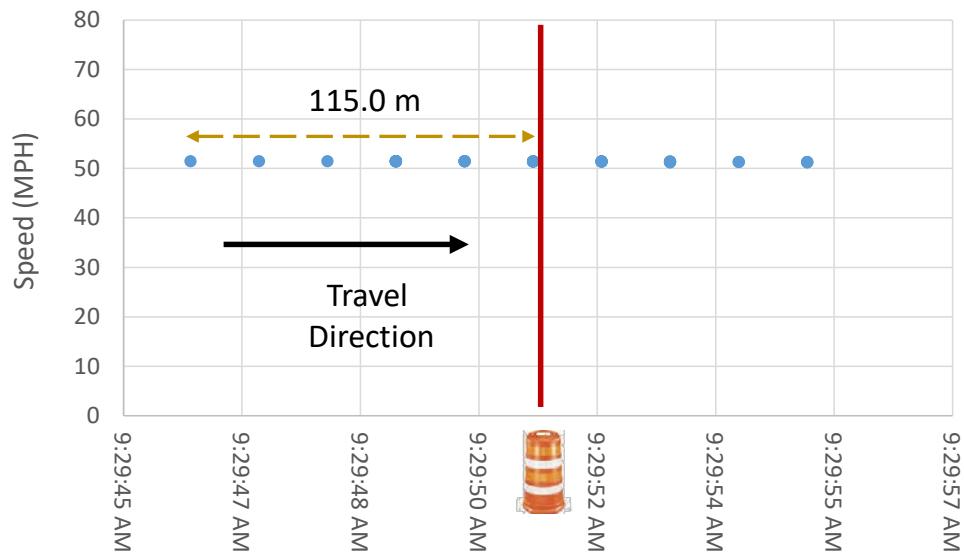 80
70
60
50
40
30
20
10
0
Speed (MPH)
115.0 m
Travel
Direction
9:29:45 AM
9:29:47 AM
9:29:48 AM
9:29:50 AM
9:29:52 AM
9:29:54 AM
9:29:55 AM
9:29:57 AM